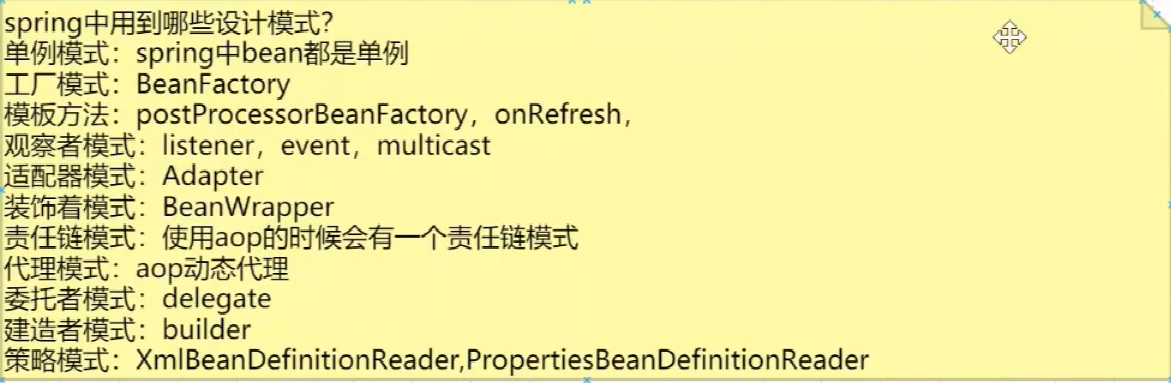 spring中用到哪些设计模式？
单例模式：spring中bean都是单例
工厂模式：BeanFactory
模板方法：postProcessorBeanFactory，onRefresh，
观察者模式：listener，event，multicast
适配器模式：Adapter
装饰着模式：BeanWrapper
责任链模式：使用aop的时候会有一个责任链模式
代理模式：aop动态代理
委托者模式：delegate
建造者模式：builder
策略模式：XmlBeanDefinitionReader,PropertiesBeanDefinitionReader